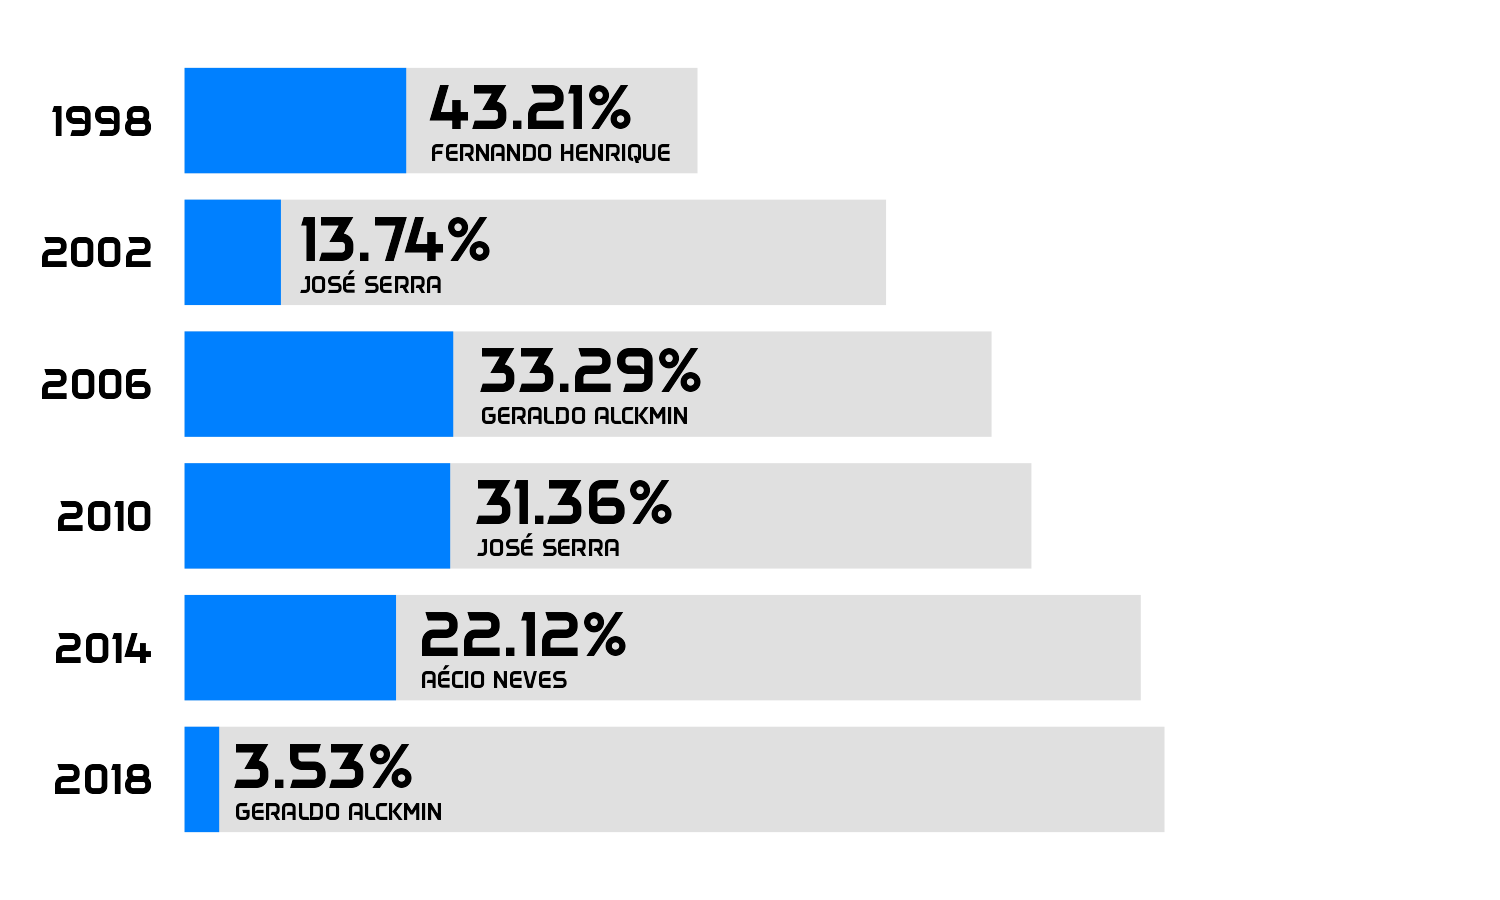 1998
43.21%
FERNANDO HENRIQUE
2002
13.74%
JOSÉ SERRA
2006
33.29%
GERALDO ALCKMIN
2010
31.36%
JOSÉ SERRA
2014
22.12%
AÉCIO NEVES
2018
3.53%
GERALDO ALCKMIN